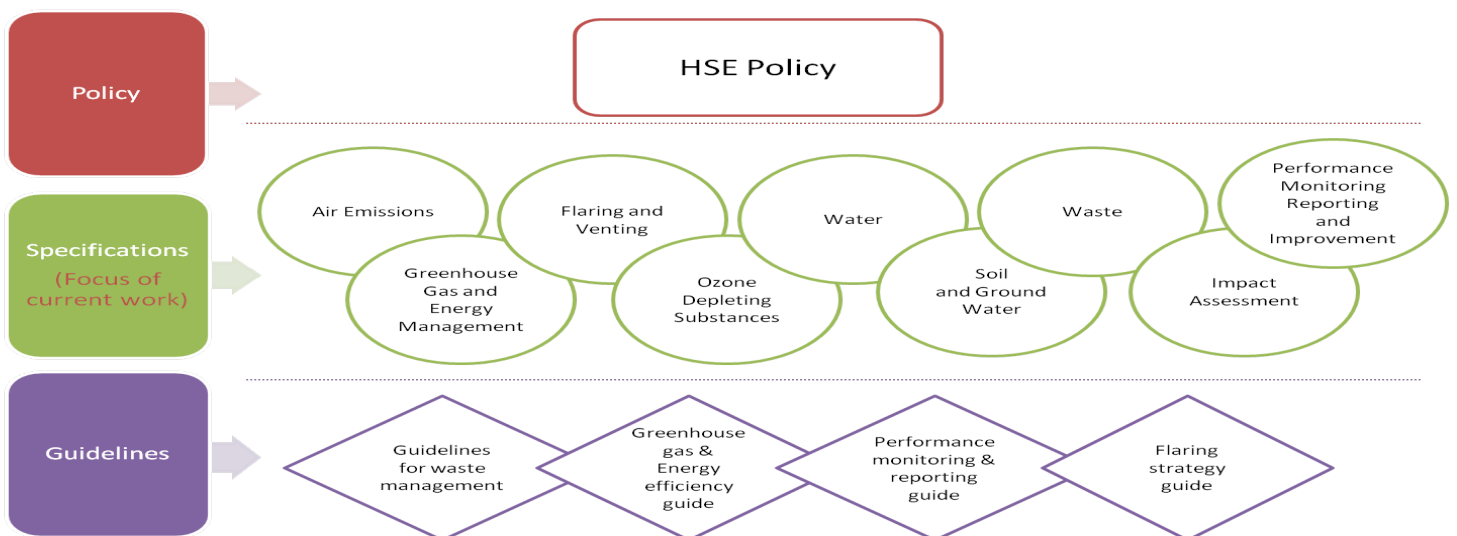 Policy
HSE Policy
Specifications
(Focus of
current work)
Air Emissions
Greenhouse
Gas and
Energy
Management
Flaring and
Venting
Ozone
Depleting
Substances
Water
Soil
and Ground
Water
Waste
Impact
Assessment
Performance
Monitoring
Reporting
and
Improvement
Guidelines
Guidelines
for waste
management
Greenhouse
gas &
Energy
efficiency
guide
Performance
monitoring &
reporting
guide
Flaring
strategy
guide